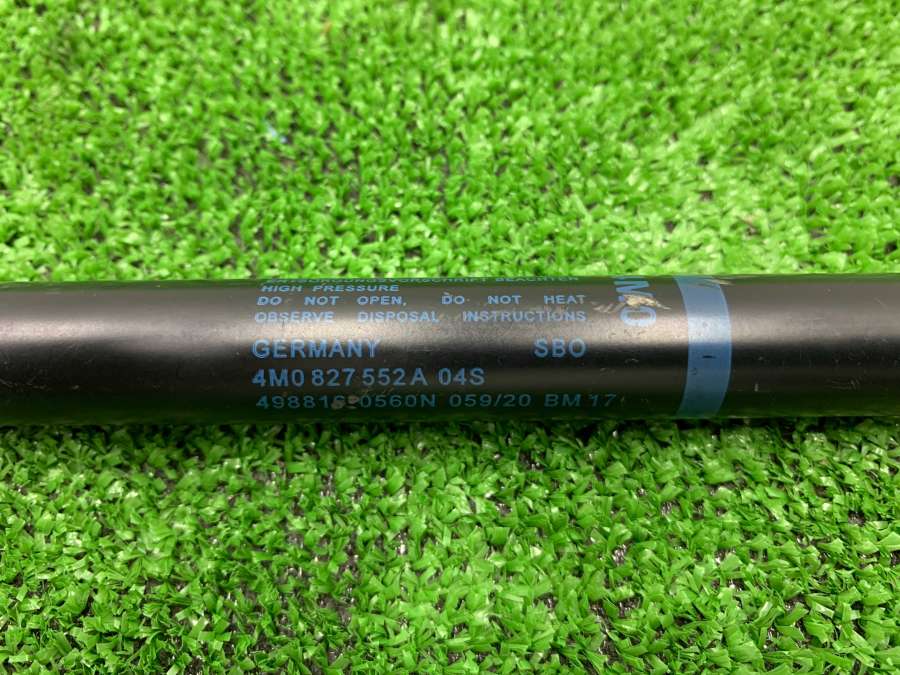 HIGH PRESSURE
DO NOT OPEN, DO NOT HEAT
OBSERVE DISPOSAL INSTRUCTIONS
GERMANY SBO
4M0 827 552 A 04S
0560N 059/20 BM 17